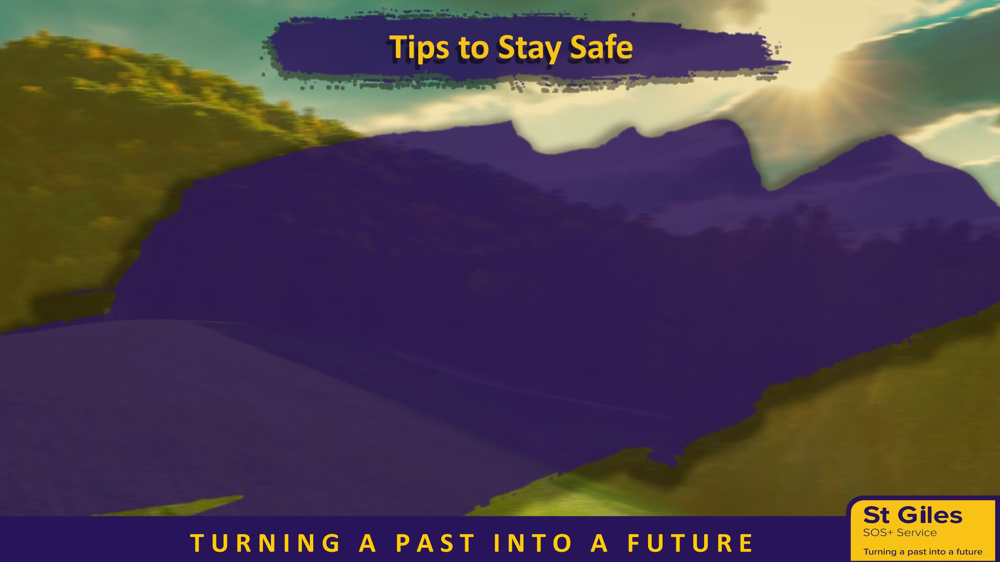 Tips to Stay Safe
TURNING A PAST INTO A FUTURE
St Giles
SOS+ Service
Turning a past into a future